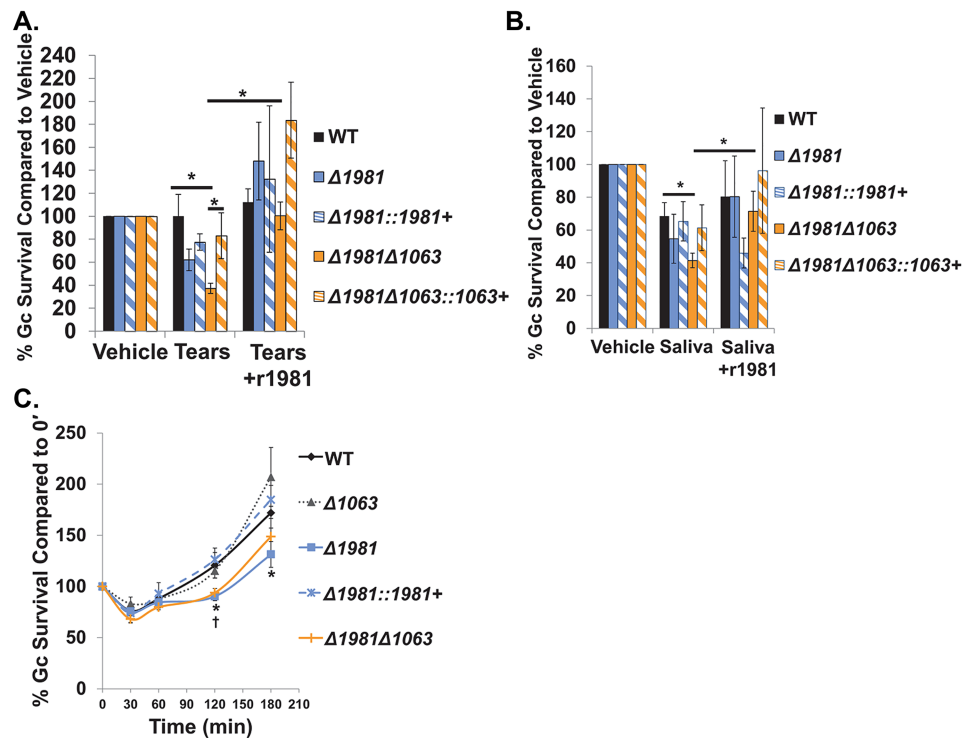 A.
% Gc Survival Compared to Vehicle
240
220
200
180
160
140
120
100
80
60
40
20
0
*
*
*
Vehicle
Tears
Tears
+r1981
WT
Δ1981
Δ1981::1981+
Δ1981Δ1063
Δ1981Δ1063::1063+
B.
% Gc Survival Compared to Vehicle
160
140
120
100
80
60
40
20
0
*
*
Vehicle
Saliva
Saliva
+r1981
WT
Δ1981
Δ1981::1981+
Δ1981Δ1063
Δ1981Δ1063::1063+
C.
% Gc Survival Compared to 0′
250
200
150
100
50
0
*
†
*
0 30 60 90 120 150 180 210
Time (min)
WT
Δ1063
Δ1981
Δ1981::1981+
Δ1981Δ1063